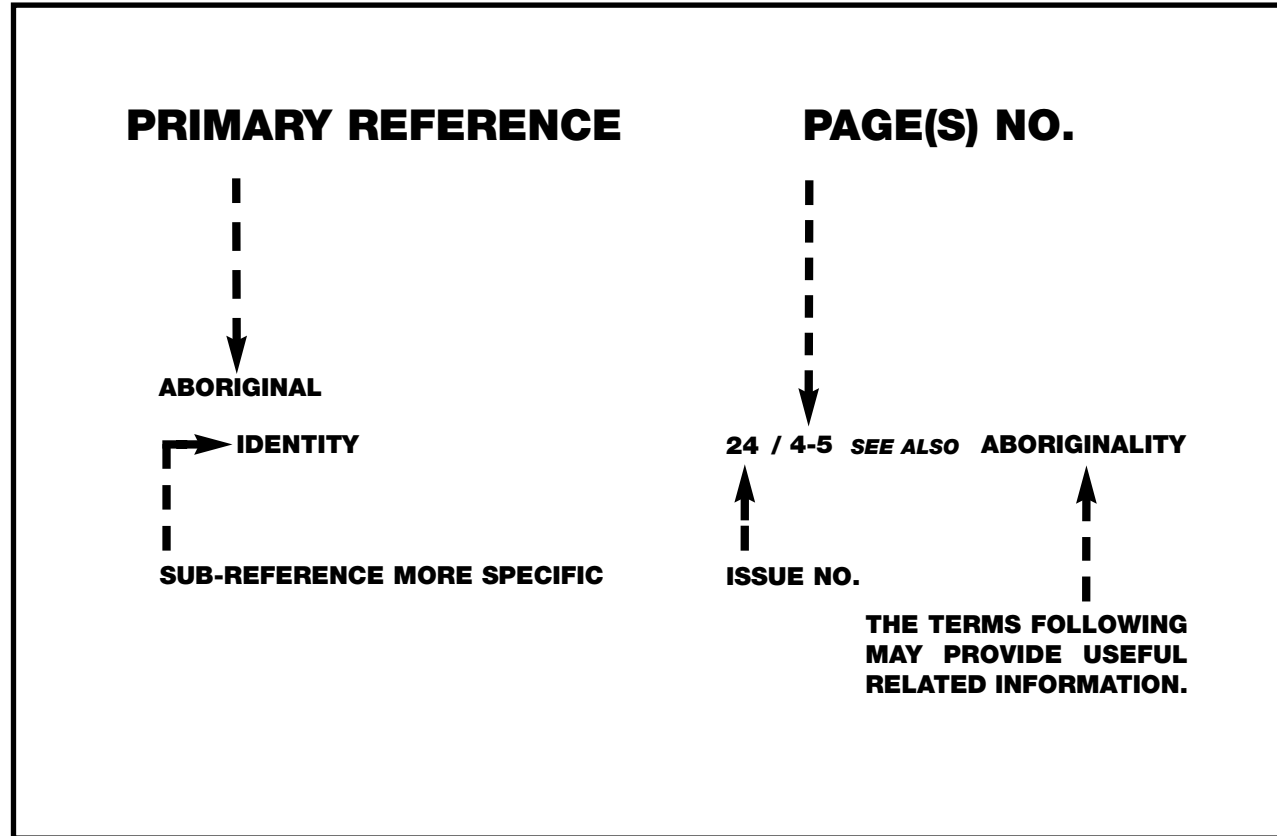 PRIMARY REFERENCE PAGE(S) NO.
ABORIGINAL
IDENTITY 24 / 4-5 SEE ALSO ABORIGINALITY
SUB-REFERENCE MORE SPECIFIC ISSUE NO.
THE TERMS FOLLOWING
MAY PROVIDE USEFUL
RELATED INFORMATION.